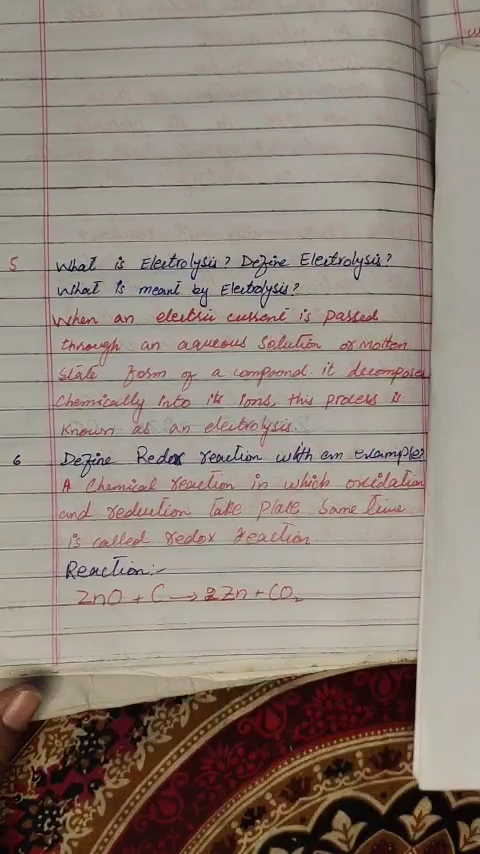 5 What is Electrolysis? Define Electrolysis?
What is meant by Electolysis?
When an electric current is passed
through an aqueous solution or Molten
State form of a compound. it decomposes
Chemically into its Ions, this process is
Known as an electrolysis.
6 Define Redox reaction with an example?
A Chemical reaction in which oxidation
and reduction take place same time
is called redox reaction.
Reaction:-
ZnO + C → 2Zn + CO₂